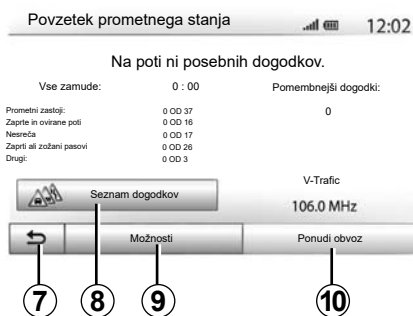 Povzetek prometnega stanja 12:02
Na poti ni posebnih dogodkov.
Vse zamude: 0 : 00 Pomembnejši dogodki:
Prometni zastoji: 0 OD 37 0
Zaprte in ovirane poti 0 OD 16
Nesreča 0 OD 17
Zaprti ali zožani pasovi 0 OD 26
Drugi: 0 OD 3
V-Trafic
Seznam dogodkov
106.0 MHz
Možnosti Ponudi obvoz
7 8 9 10